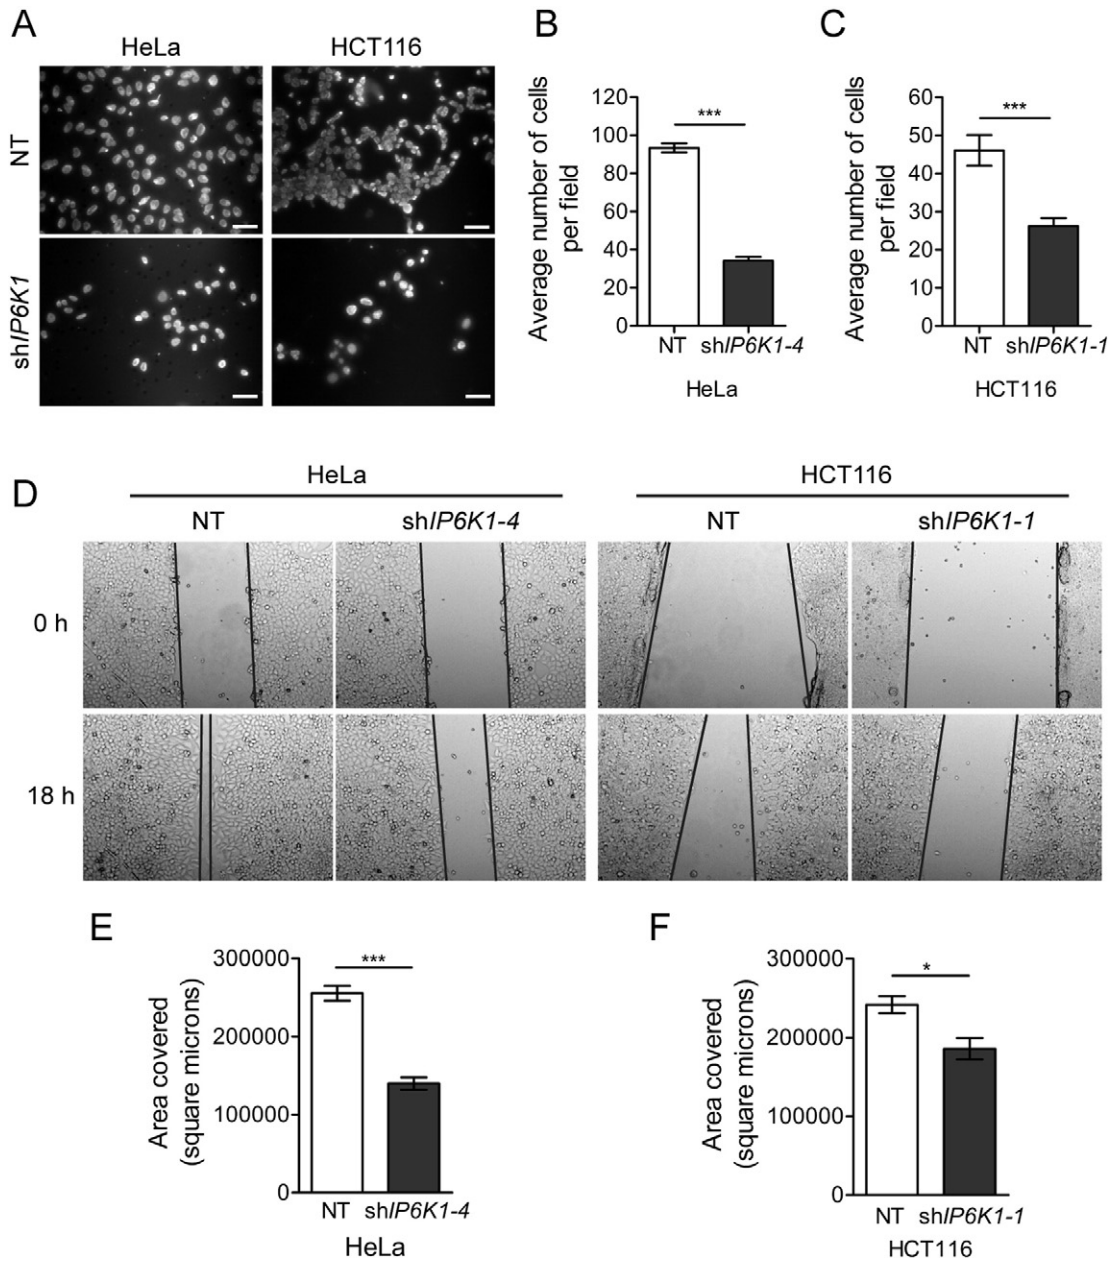 A
HeLa
HCT116
NT
shIP6K1
B
Average number of cells
per field
120
100
80
60
40
20
0
***
NT
shIP6K1-4
HeLa
C
Average number of cells
per field
60
50
40
30
20
10
0
***
NT
shIP6K1-1
HCT116
D
HeLa
HCT116
NT
shIP6K1-4
NT
shIP6K1-1
0 h
18 h
E
Area covered
(square microns)
300000
200000
100000
0
***
NT
shIP6K1-4
HeLa
F
Area covered
(square microns)
300000
200000
100000
0
*
NT
shIP6K1-1
HCT116